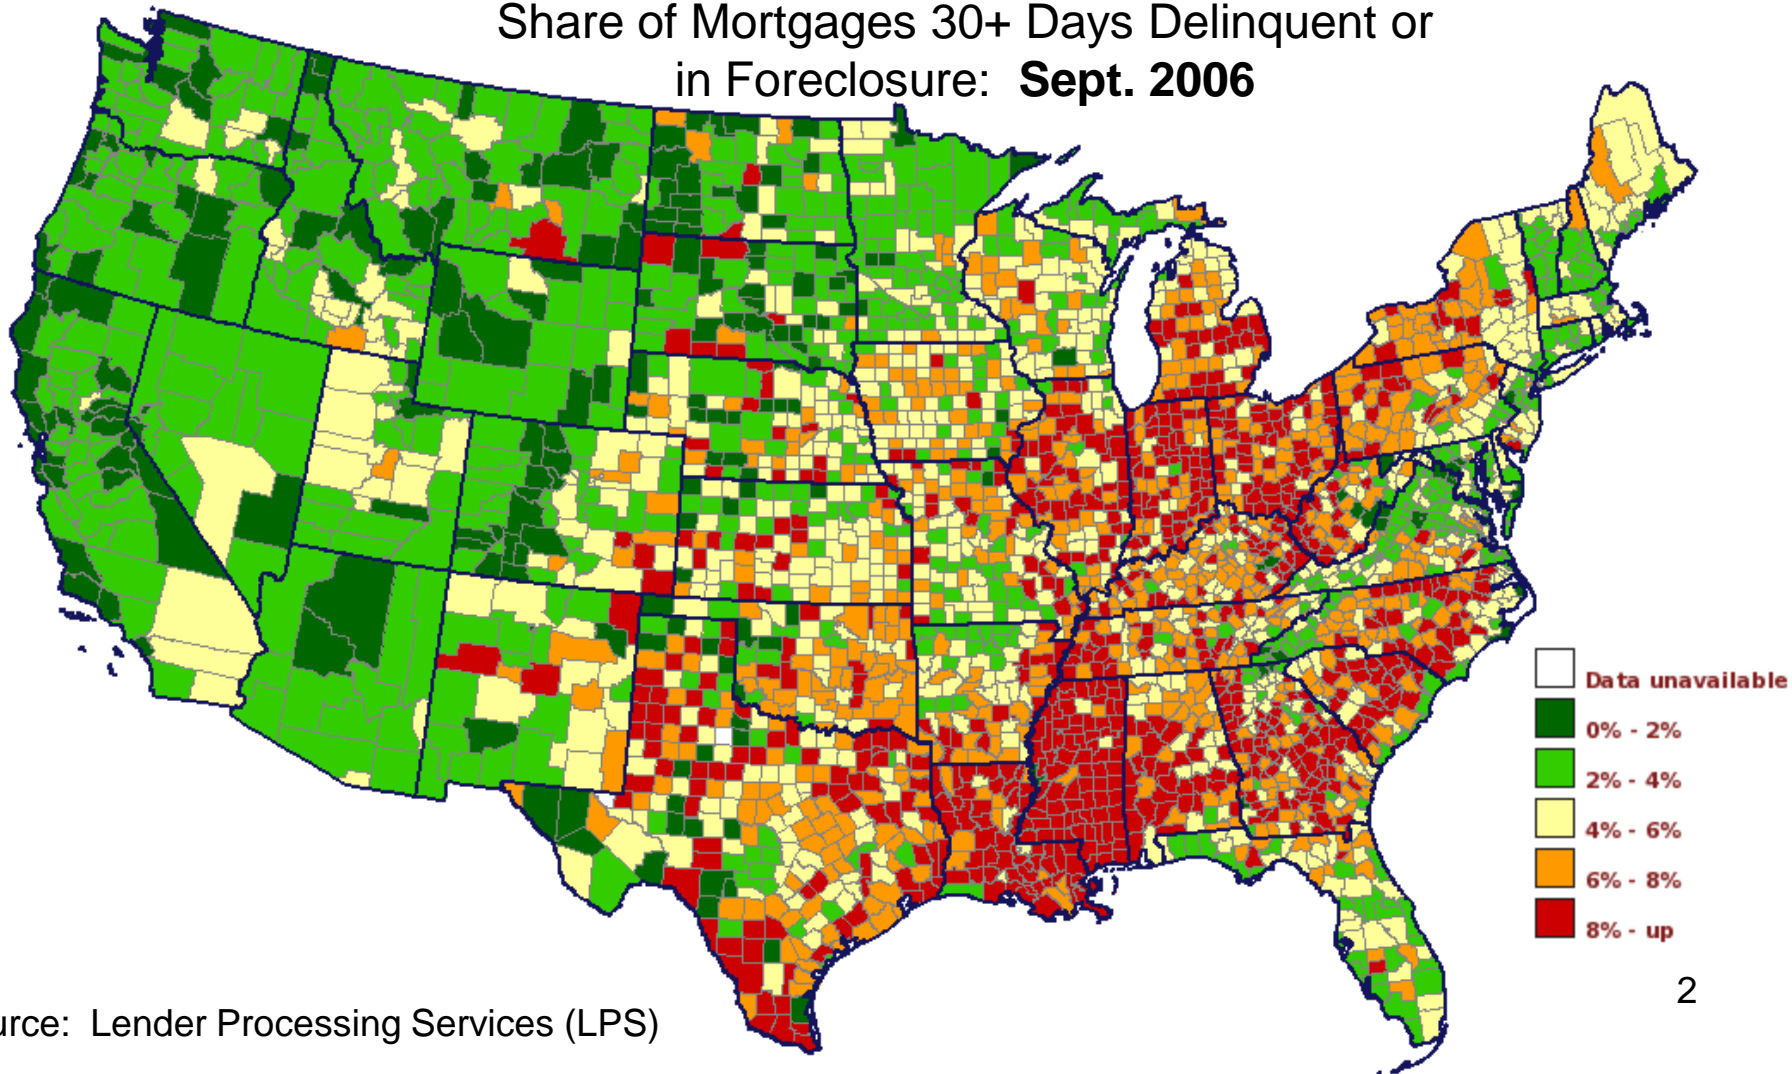 Share of Mortgages 30+ Days Delinquent or
in Foreclosure: Sept. 2006
Data unavailable
0% - 2%
2% - 4%
4% - 6%
6% - 8%
8% - up
2
urce: Lender Processing Services (LPS)